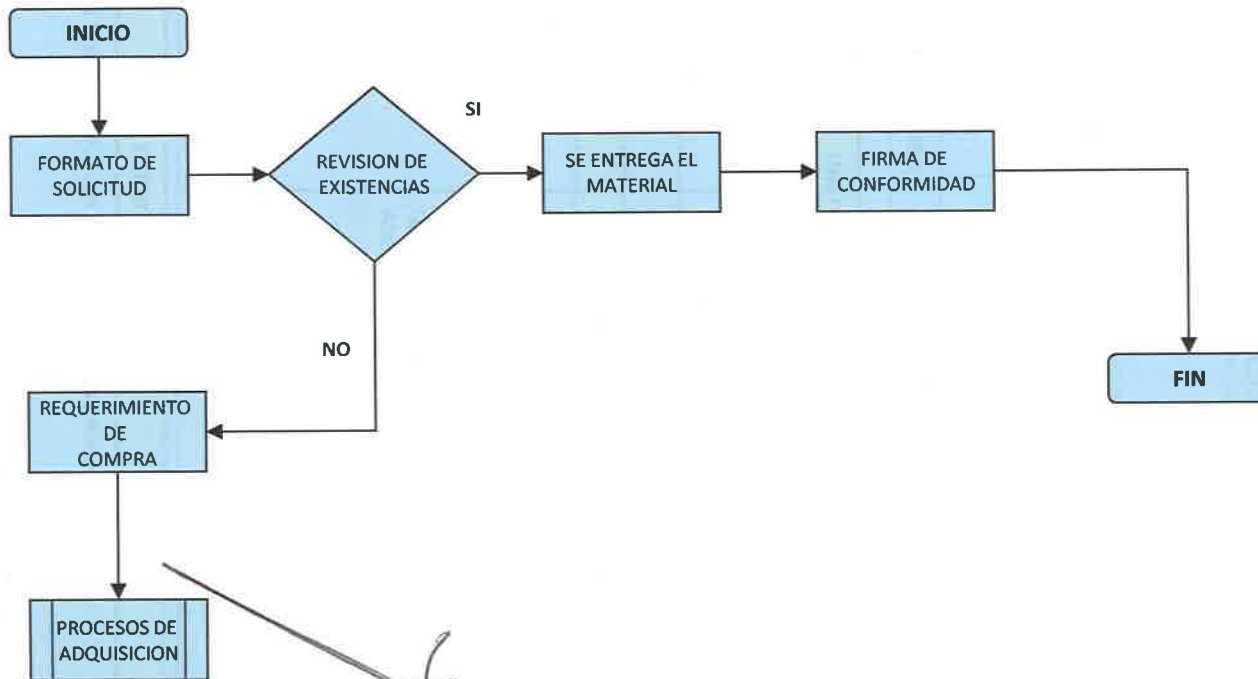 INICIO
FORMATO DE
SOLICITUD
REVISION DE
EXISTENCIAS
SI
SE ENTREGA EL
MATERIAL
FIRMA DE
CONFORMIDAD
FIN
NO
REQUERIMIENTO
DE
COMPRA
PROCESOS DE
ADQUISICION